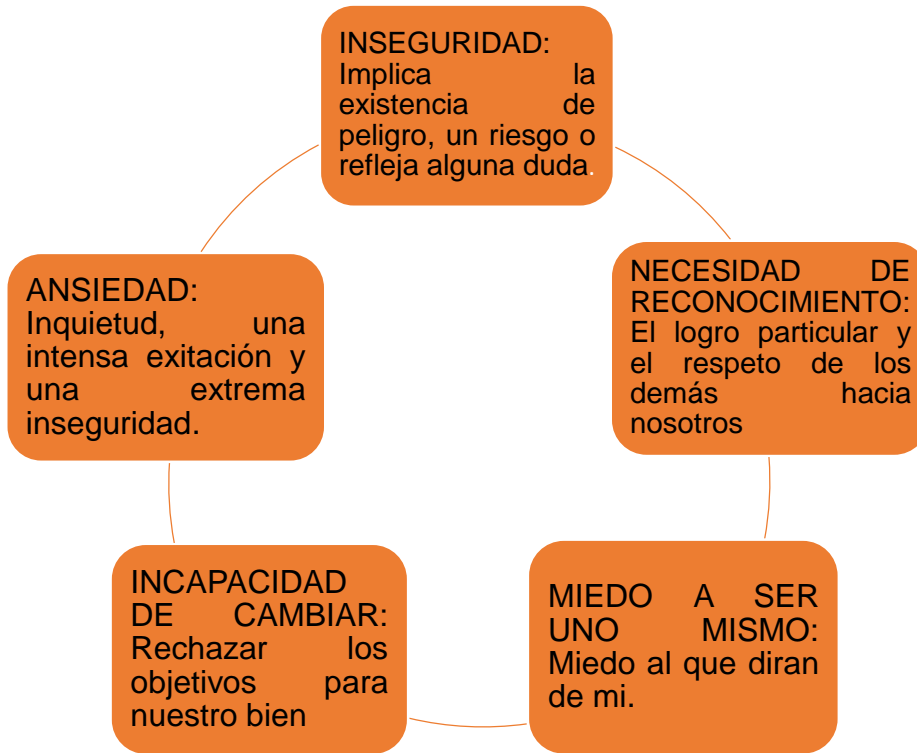 INSEGURIDAD:
Implica la
existencia de
peligro, un riesgo o
refleja alguna duda.
NECESIDAD DE
RECONOCIMIENTO:
El logro particular y
el respeto de los
demás hacia
nosotros
MIEDO A SER
UNO MISMO:
Miedo al que diran
de mi.
INCAPACIDAD
DE CAMBIAR:
Rechazar los
objetivos para
nuestro bien
ANSIEDAD:
Inquietud, una
intensa exitación y
una extrema
inseguridad.